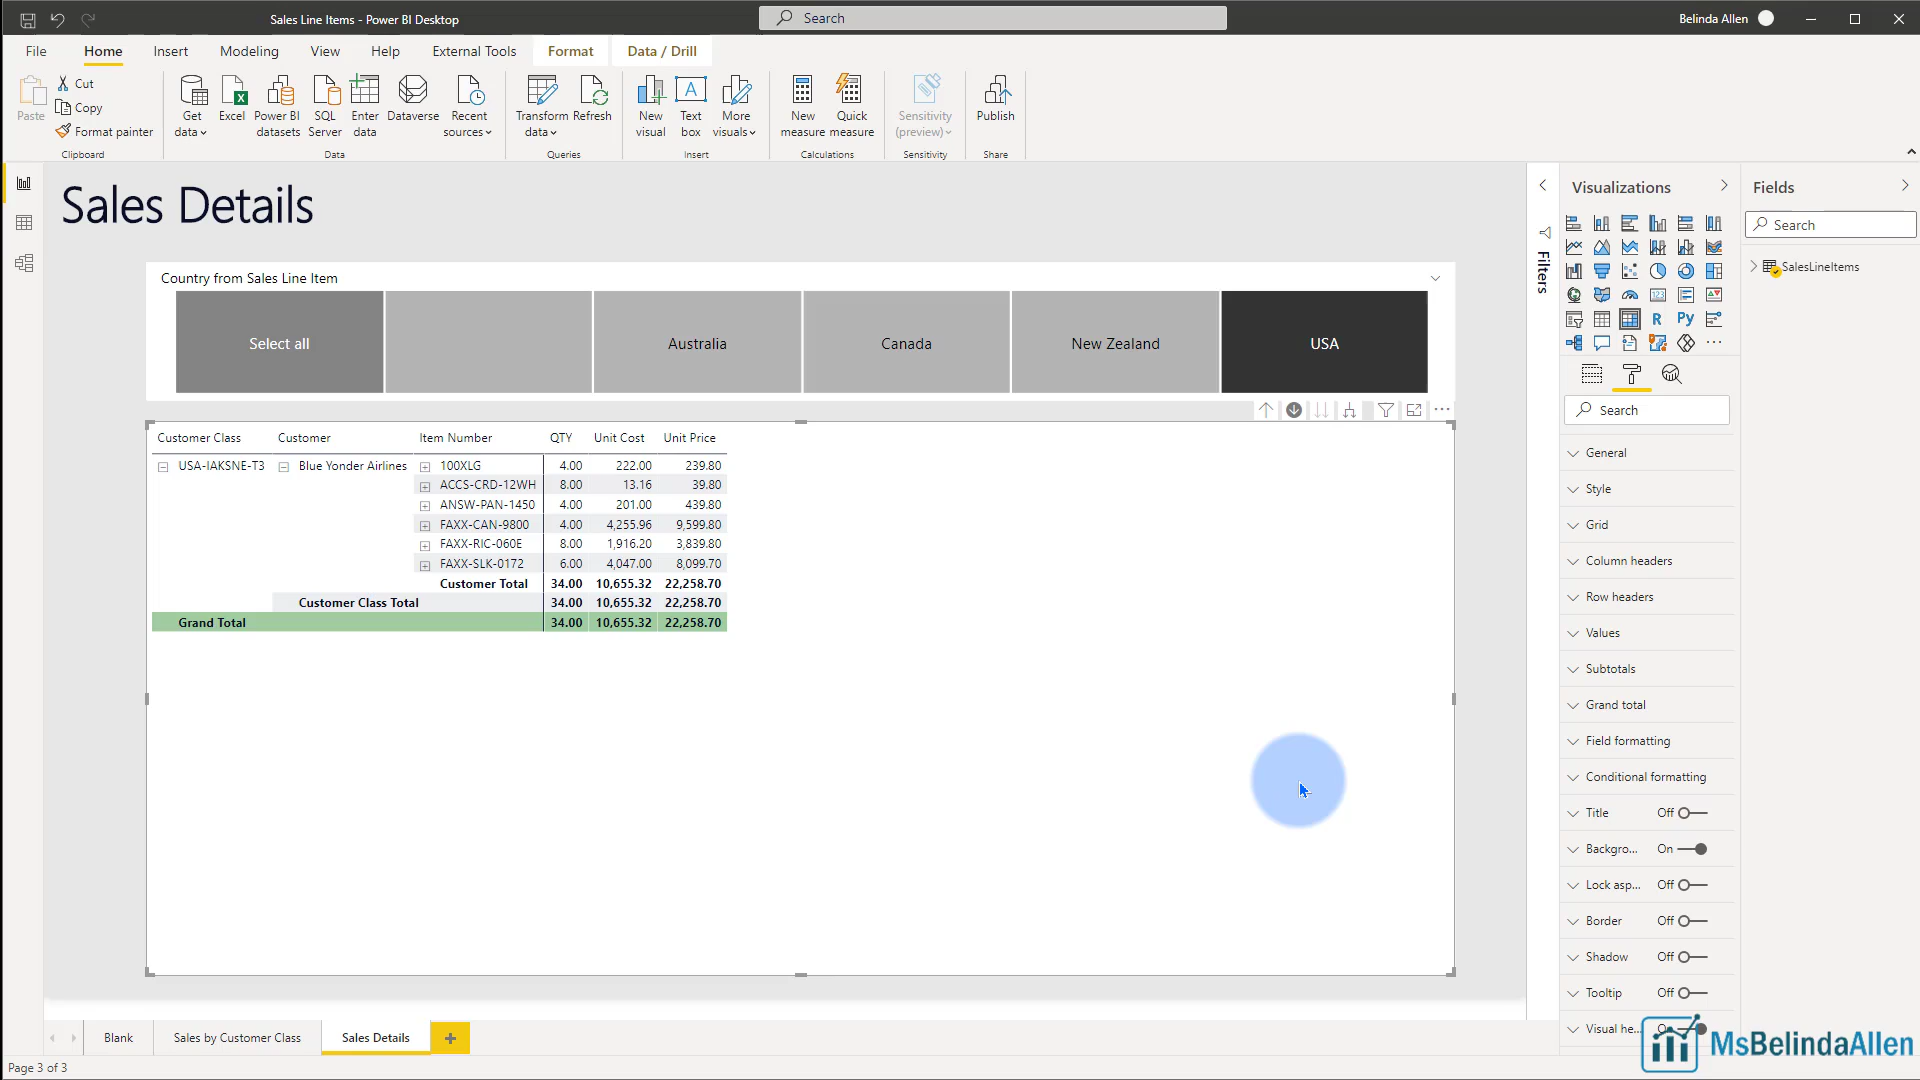 Sales Line Items - Power BI Desktop
Search
Belinda Allen
File
Home
Insert
Modeling
View
Help
External Tools
Format
Data / Drill
Paste
Cut
Copy
Format painter
Clipboard
Get data
Excel
Power BI datasets
SQL Server
Enter data
Dataverse
Recent sources
Data
Transform data
Refresh
Queries
New visual
Text box
More visuals
Insert
New measure
Quick measure
Calculations
Sensitivity (preview)
Sensitivity
Publish
Share
Sales Details
Country from Sales Line Item
Select all
Australia
Canada
New Zealand
USA
Customer Class Customer Item Number QTY Unit Cost Unit Price
USA-IAKSNE-T3 Blue Yonder Airlines 100XLG 4.00 222.00 239.80
ACCS-CRD-12WH 8.00 13.16 39.80
ANSW-PAN-1450 4.00 201.00 439.80
FAXX-CAN-9800 4.00 4,255.96 9,599.80
FAXX-RIC-060E 8.00 1,916.20 3,839.80
FAXX-SLK-0172 6.00 4,047.00 8,099.70
Customer Total 34.00 10,655.32 22,258.70
Customer Class Total 34.00 10,655.32 22,258.70
Grand Total 34.00 10,655.32 22,258.70
Filters
Visualizations
R
Py
Search
General
Style
Grid
Column headers
Row headers
Values
Subtotals
Grand total
Field formatting
Conditional formatting
Title Off
Backgro... On
Lock asp... Off
Border Off
Shadow Off
Tooltip Off
Visual he...
Fields
Search
SalesLineItems
Blank
Sales by Customer Class
Sales Details
Page 3 of 3
MsBelindaAllen